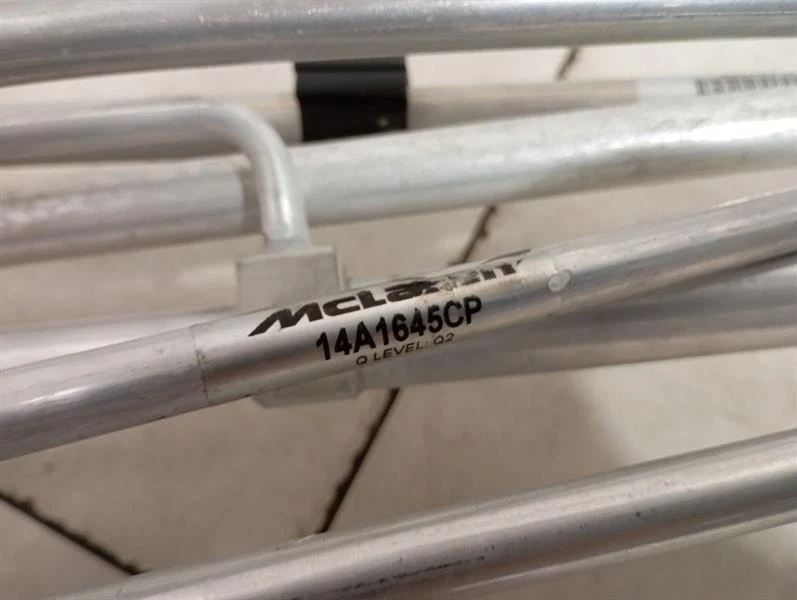 McLaren
14A1645CP
Q LEVEL: Q2